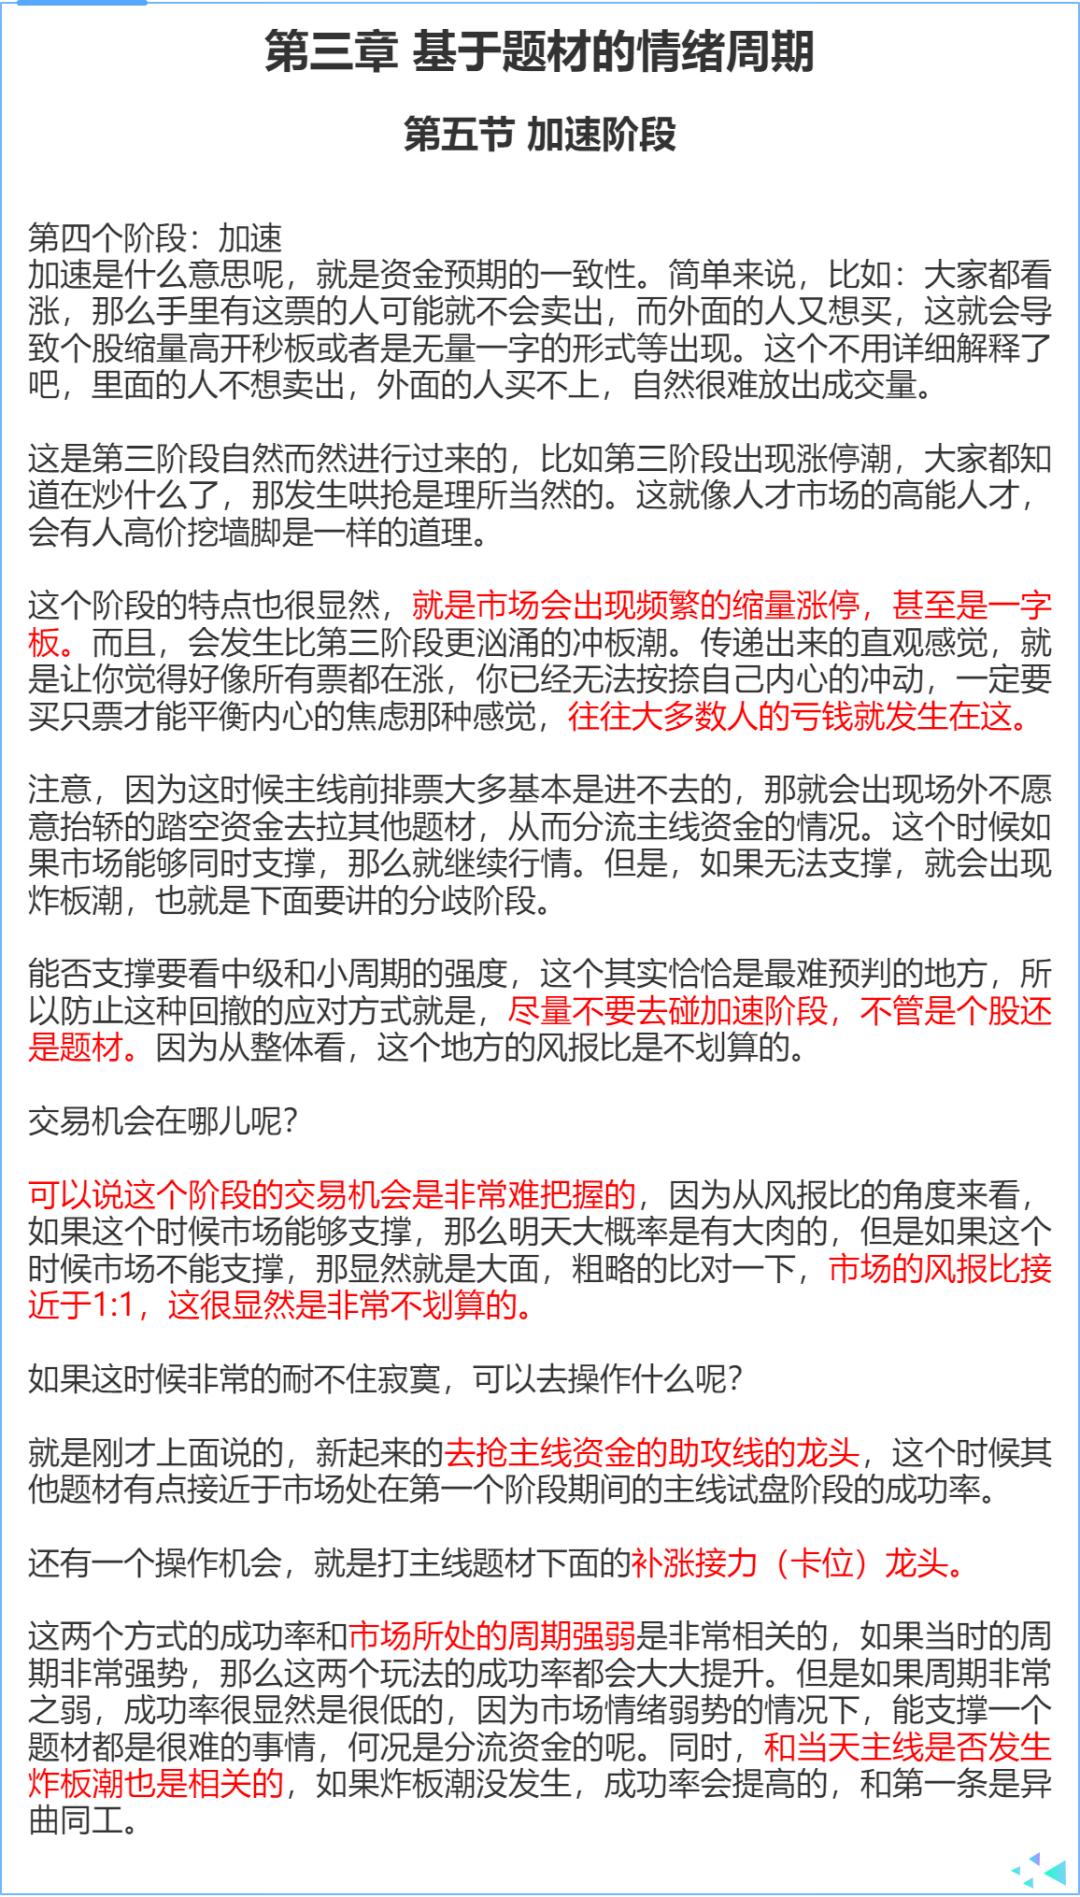 第三章 基于题材的情绪周期
第五节 加速阶段
第四个阶段：加速
加速是什么意思呢，就是资金预期的一致性。简单来说，比如：大家都看
涨，那么手里有这票的人可能就不会卖出，而外面的人又想买，这就会导
致个股缩量高开秒板或者是无量一字的形式等出现。这个不用详细解释了
吧，里面的人不想卖出，外面的人买不上，自然很难放出成交量。
这是第三阶段自然而然进行过来的，比如第三阶段出现涨停潮，大家都知
道在炒什么了，那发生哄抢是理所当然的。这就像人才市场的高能人才，
会有人高价挖墙脚是一样的道理。
这个阶段的特点也很显然，就是市场会出现频繁的缩量涨停，甚至是一字
板。而且，会发生比第三阶段更汹涌的冲板潮。传递出来的直观感觉，就
是让你觉得好像所有票都在涨，你已经无法按捺自己内心的冲动，一定要
买只票才能平衡内心的焦虑那种感觉，往往大多数人的亏钱就发生在这。
注意，因为这时候主线前排票大多基本是进不去的，那就会出现场外不愿
意抬轿的踏空资金去拉其他题材，从而分流主线资金的情况。这个时候如
果市场能够同时支撑，那么就继续行情。但是，如果无法支撑，就会出现
炸板潮，也就是下面要讲的分歧阶段。
能否支撑要看中级和小周期的强度，这个其实恰恰是最难预判的地方，所
以防止这种回撤的应对方式就是，尽量不要去碰加速阶段，不管是个股还
是题材。因为从整体看，这个地方的风报比是不划算的。
交易机会在哪儿呢？
可以说这个阶段的交易机会是非常难把握的，因为从风报比的角度来看，
如果这个时候市场能够支撑，那么明天大概率是有大肉的，但是如果这个
时候市场不能支撑，那显然就是大面，粗略的比对一下，市场的风报比接
近于1:1，这很显然是非常不划算的。
如果这时候非常的耐不住寂寞，可以去操作什么呢？
就是刚才上面说的，新起来的去抢主线资金的助攻线的龙头，这个时候其
他题材有点接近于市场处在第一个阶段期间的主线试盘阶段的成功率。
还有一个操作机会，就是打主线题材下面的补涨接力（卡位）龙头。
这两个方式的成功率和市场所处的周期强弱是非常相关的，如果当时的周
期非常强势，那么这两个玩法的成功率都会大大提升。但是如果周期非常
之弱，成功率很显然是很低的，因为市场情绪弱势的情况下，能支撑一个
题材都是很难的事情，何况是分流资金的呢。同时，和当天主线是否发生
炸板潮也是相关的，如果炸板潮没发生，成功率会提高的，和第一条是异
曲同工。